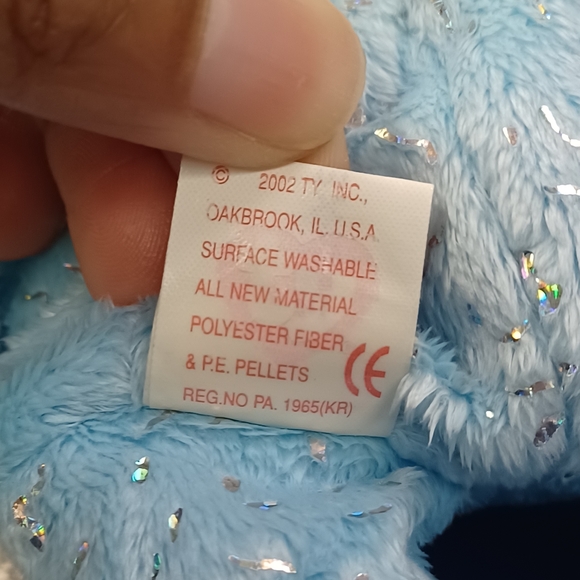 © 2002 TY INC.,
OAKBROOK, IL. U.S.A.
SURFACE WASHABLE
ALL NEW MATERIAL
POLYESTER FIBER
& P.E. PELLETS
CE
REG.NO PA. 1965(KR)